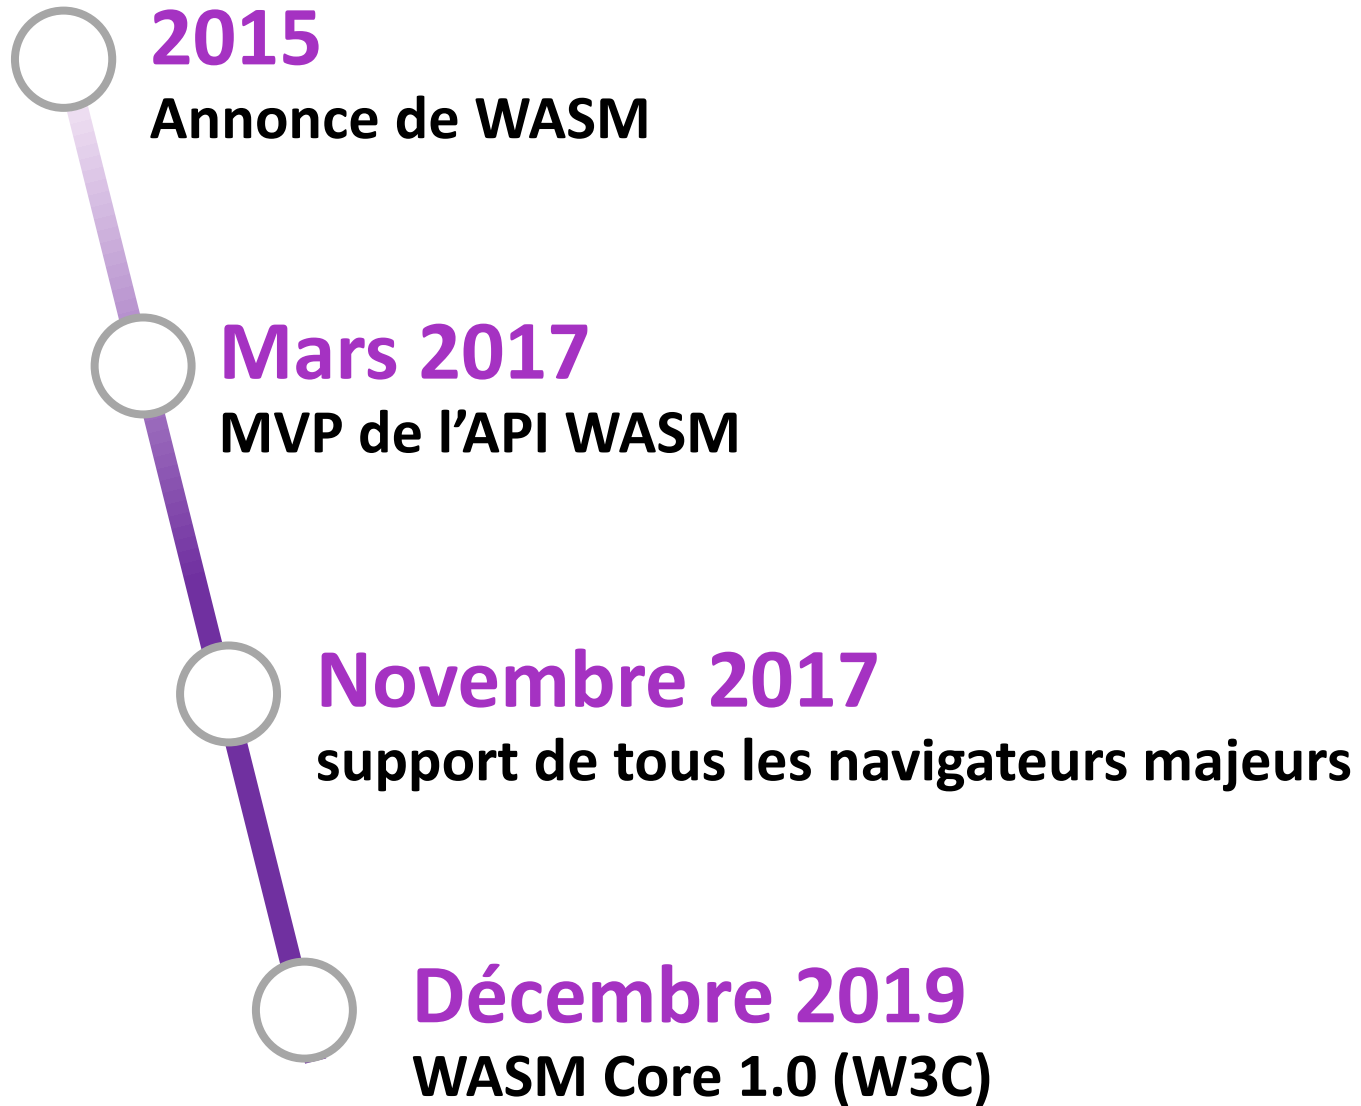 2015
Annonce de WASM
Mars 2017
MVP de l’API WASM
Novembre 2017
support de tous les navigateurs majeurs
Décembre 2019
WASM Core 1.0 (W3C)